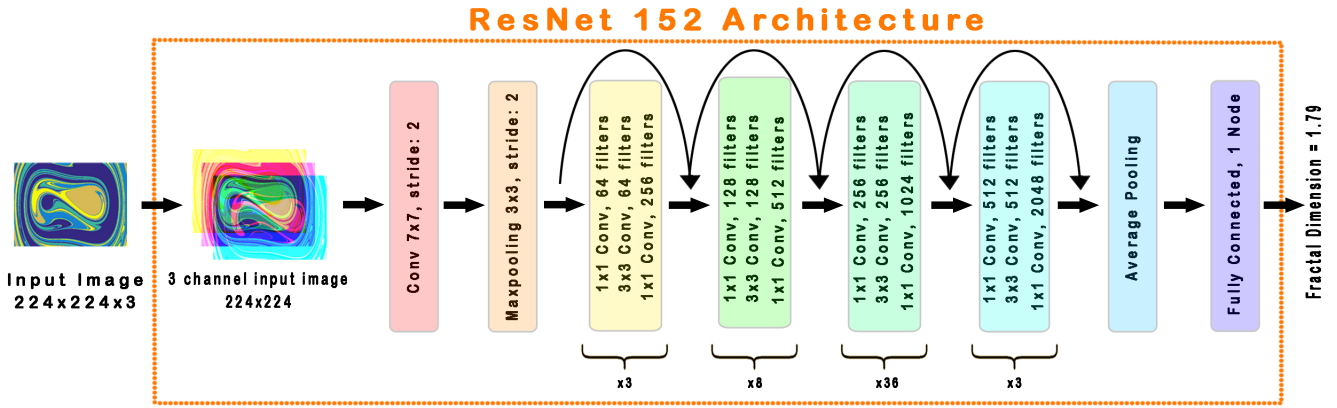 ResNet 152 Architecture
Input Image
224x224x3
3 channel input image
224x224
Conv 7x7, stride: 2
Maxpooling 3x3, stride: 2
1x1 Conv, 64 filters
3x3 Conv, 64 filters
1x1 Conv, 256 filters
x3
1x1 Conv, 128 filters
3x3 Conv, 128 filters
1x1 Conv, 512 filters
x8
1x1 Conv, 256 filters
3x3 Conv, 256 filters
1x1 Conv, 1024 filters
x36
1x1 Conv, 512 filters
3x3 Conv, 512 filters
1x1 Conv, 2048 filters
x3
Average Pooling
Fully Connected, 1 Node
Fractal Dimension = 1.79